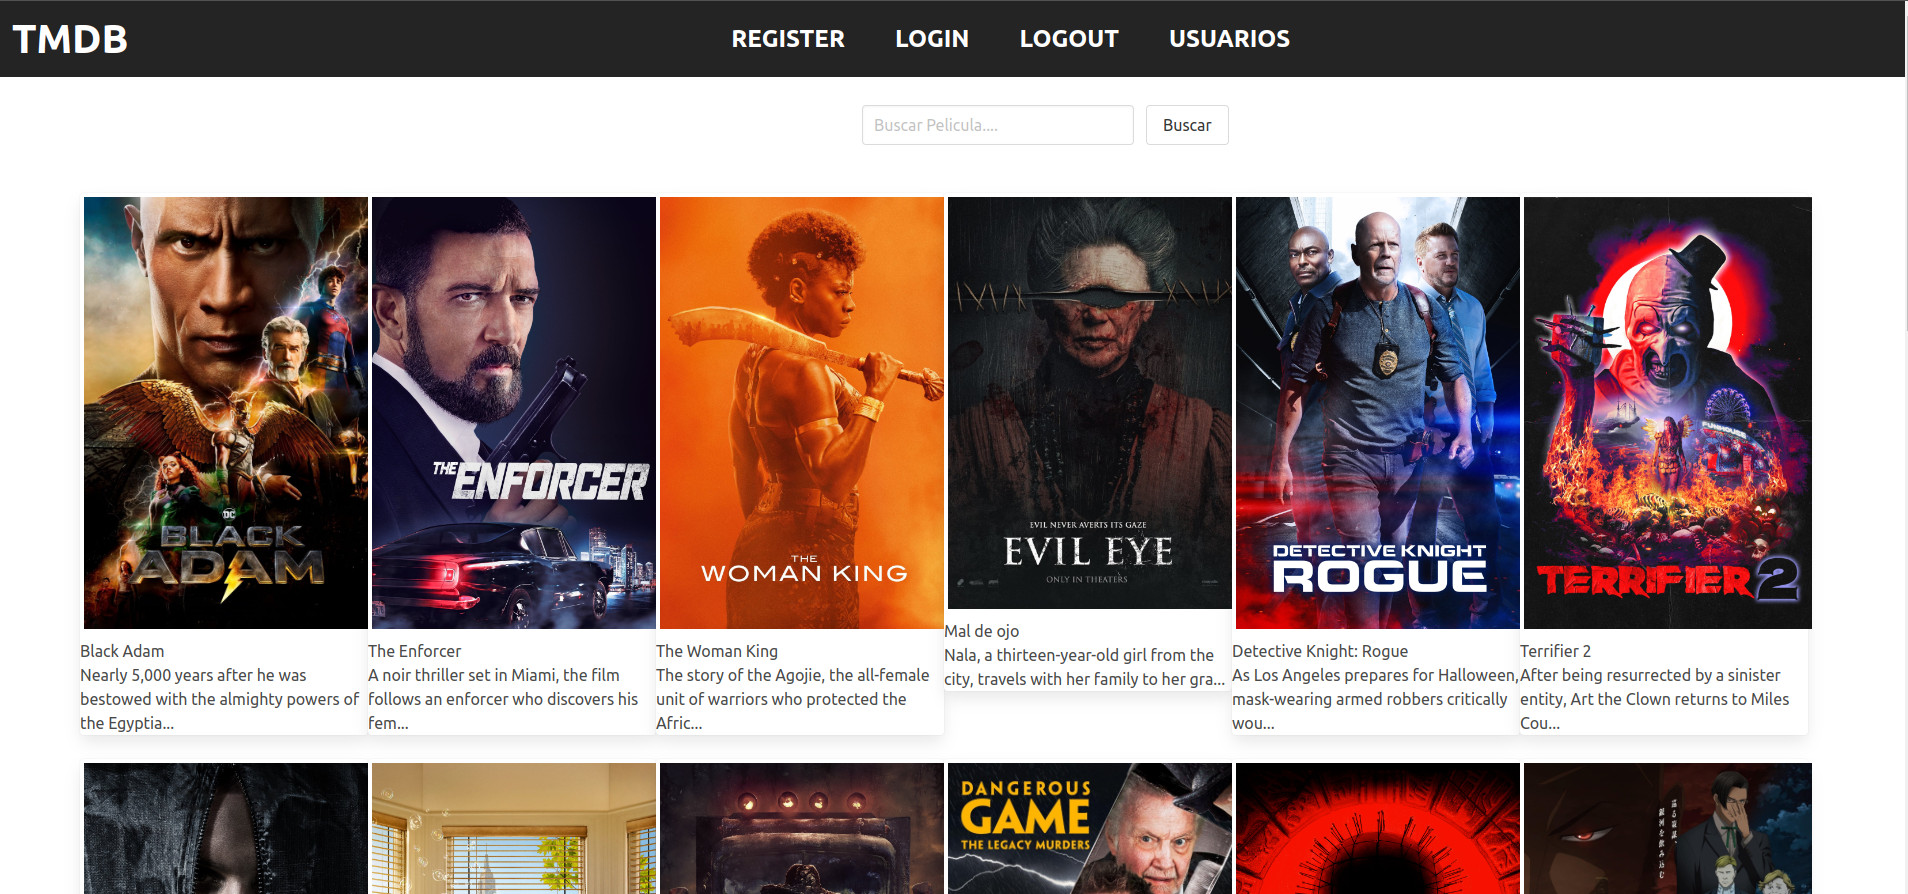 TMDB
REGISTER LOGIN LOGOUT USUARIOS
Buscar Pelicula.... Buscar
DC
BLACK
ADAM
THE
ENFORCER
THE
WOMAN KING
EVIL NEVER AVERTS ITS GAZE
EVIL EYE
ONLY IN THEATERS
DETECTIVE KNIGHT
ROGUE
FUNHOUSE
TERRIFIER 2
Black Adam
Nearly 5,000 years after he was
bestowed with the almighty powers of
the Egyptia...
The Enforcer
A noir thriller set in Miami, the film
follows an enforcer who discovers his
fem...
The Woman King
The story of the Agojie, the all-female
unit of warriors who protected the
Afric...
Mal de ojo
Nala, a thirteen-year-old girl from the
city, travels with her family to her gra...
Detective Knight: Rogue
As Los Angeles prepares for Halloween,
mask-wearing armed robbers critically
wou...
Terrifier 2
After being resurrected by a sinister
entity, Art the Clown returns to Miles
Cou...
DANGEROUS
GAME
THE LEGACY MURDERS